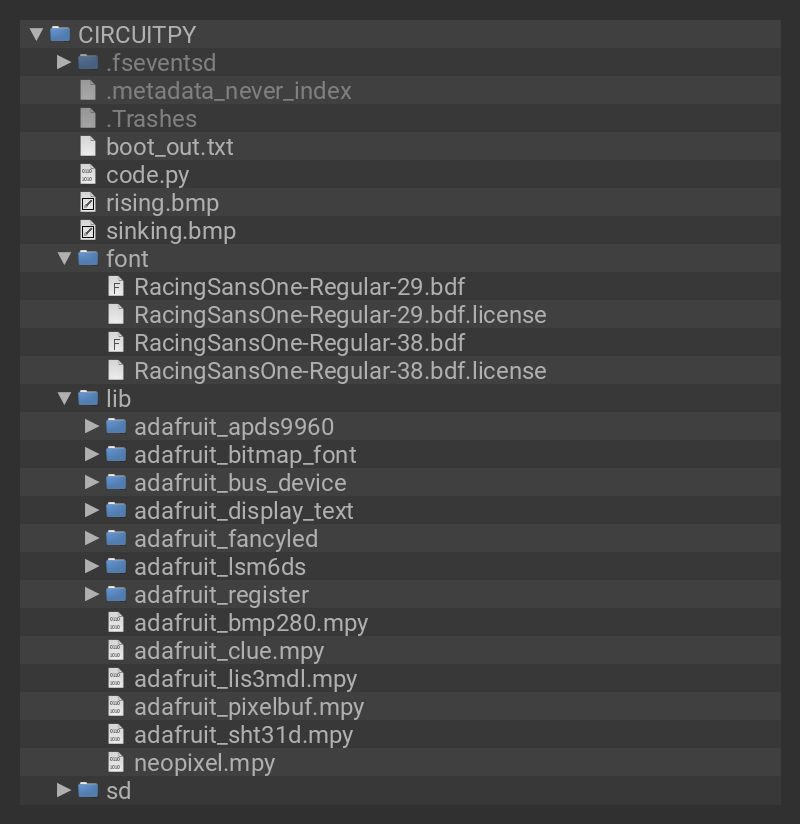 CIRCUITPY
.fseventsd
.metadata_never_index
.Trashes
boot_out.txt
code.py
rising.bmp
sinking.bmp
font
RacingSansOne-Regular-29.bdf
RacingSansOne-Regular-29.bdf.license
RacingSansOne-Regular-38.bdf
RacingSansOne-Regular-38.bdf.license
lib
adafruit_apds9960
adafruit_bitmap_font
adafruit_bus_device
adafruit_display_text
adafruit_fancyled
adafruit_lsm6ds
adafruit_register
adafruit_bmp280.mpy
adafruit_clue.mpy
adafruit_lis3mdl.mpy
adafruit_pixelbuf.mpy
adafruit_sht31d.mpy
neopixel.mpy
sd